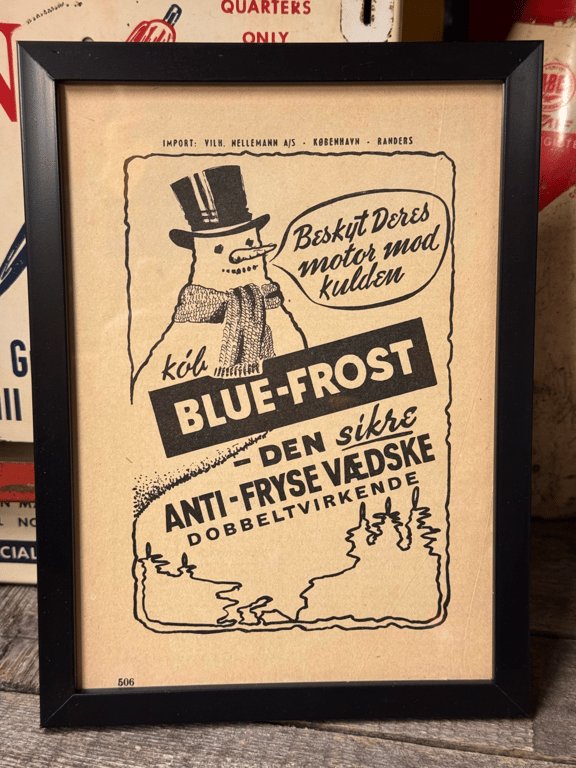 QUARTERS
ONLY
IMPORT: VILH. NELLEMANN A/S - KØBENHAVN - RANDERS
Beskyt Deres
motor mod
kulden
køb
BLUE-FROST
- DEN sikre
ANTI-FRYSE VÆDSKE
DOBBELTVIRKENDE
506